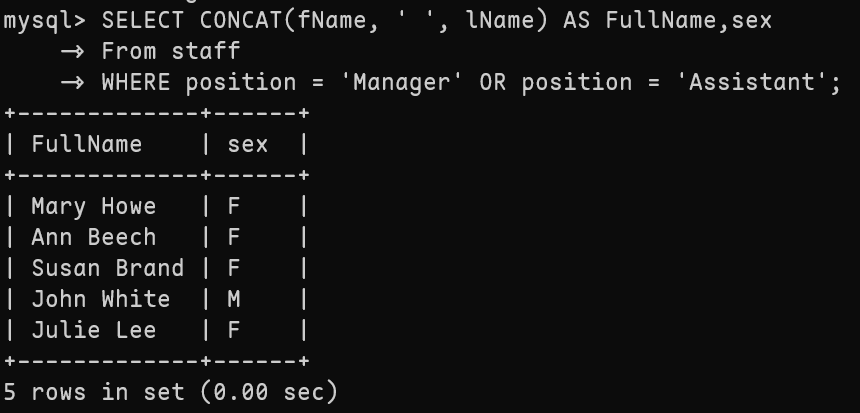 mysql> SELECT CONCAT(fName, ' ', lName) AS FullName,sex
    -> From staff
    -> WHERE position = 'Manager' OR position = 'Assistant';
+-------------+------+
| FullName    | sex  |
+-------------+------+
| Mary Howe   | F    |
| Ann Beech   | F    |
| Susan Brand | F    |
| John White  | M    |
| Julie Lee   | F    |
+-------------+------+
5 rows in set (0.00 sec)